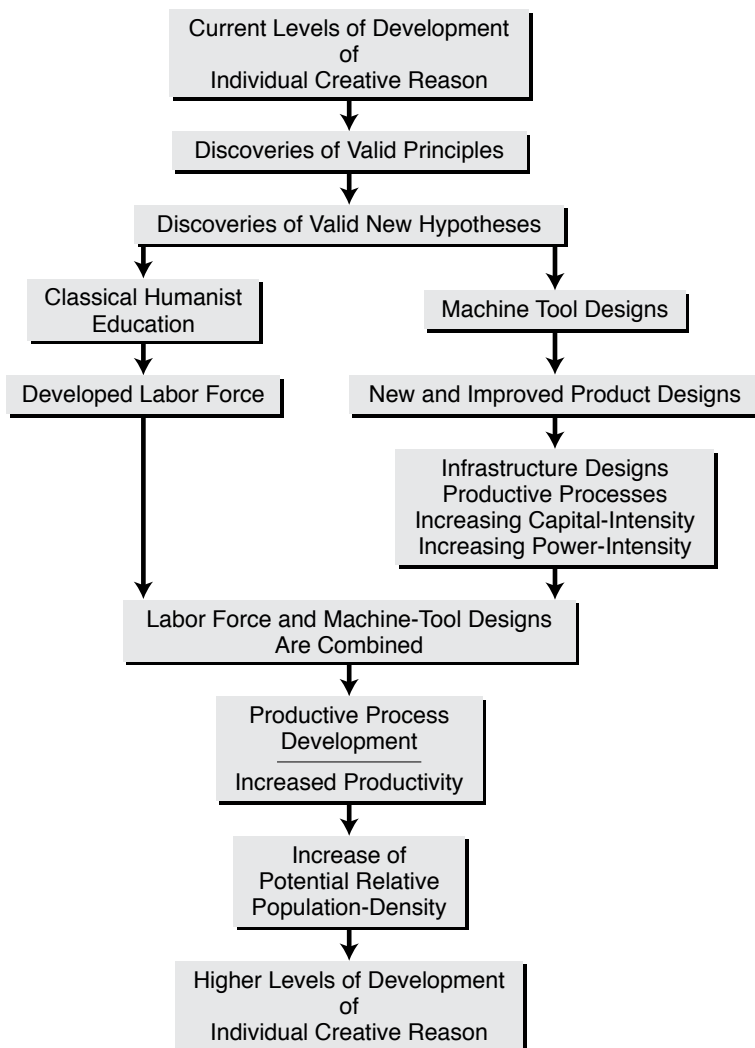 Current Levels of Development
of
Individual Creative Reason
Discoveries of Valid Principles
Discoveries of Valid New Hypotheses
Classical Humanist
Education
Machine Tool Designs
Developed Labor Force
New and Improved Product Designs
Infrastructure Designs
Productive Processes
Increasing Capital-Intensity
Increasing Power-Intensity
Labor Force and Machine-Tool Designs
Are Combined
Productive Process
Development
Increased Productivity
Increase of
Potential Relative
Population-Density
Higher Levels of Development
of
Individual Creative Reason